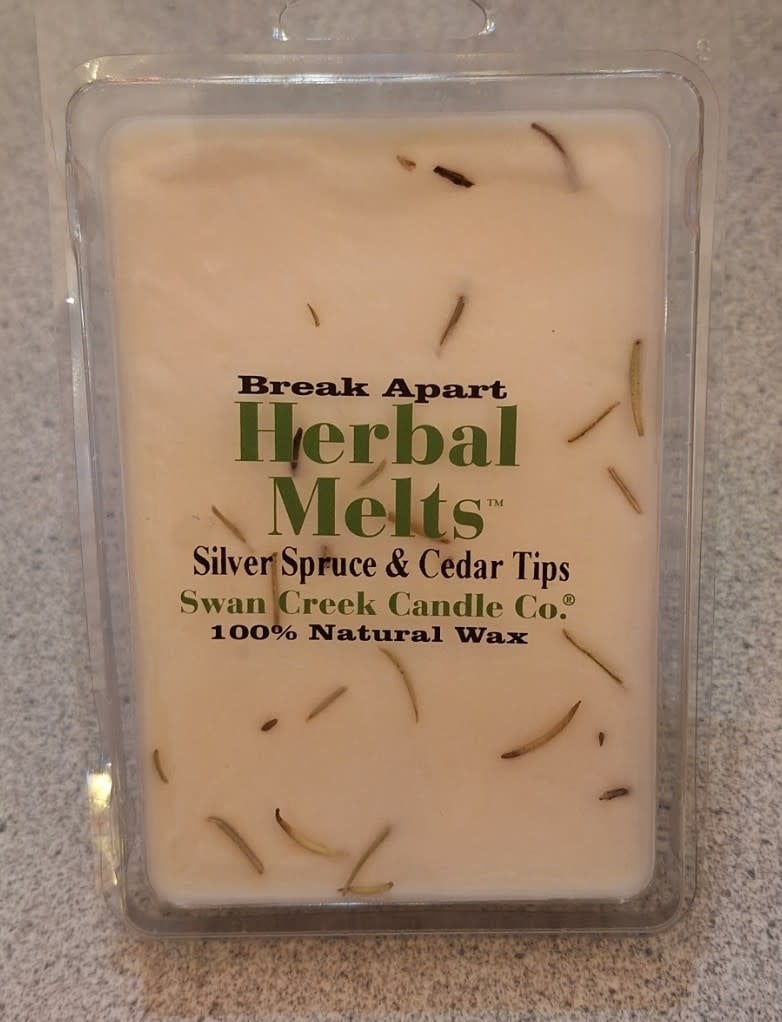 Break Apart
Herbal
Melts™
Silver Spruce & Cedar Tips
Swan Creek Candle Co.®
100% Natural Wax